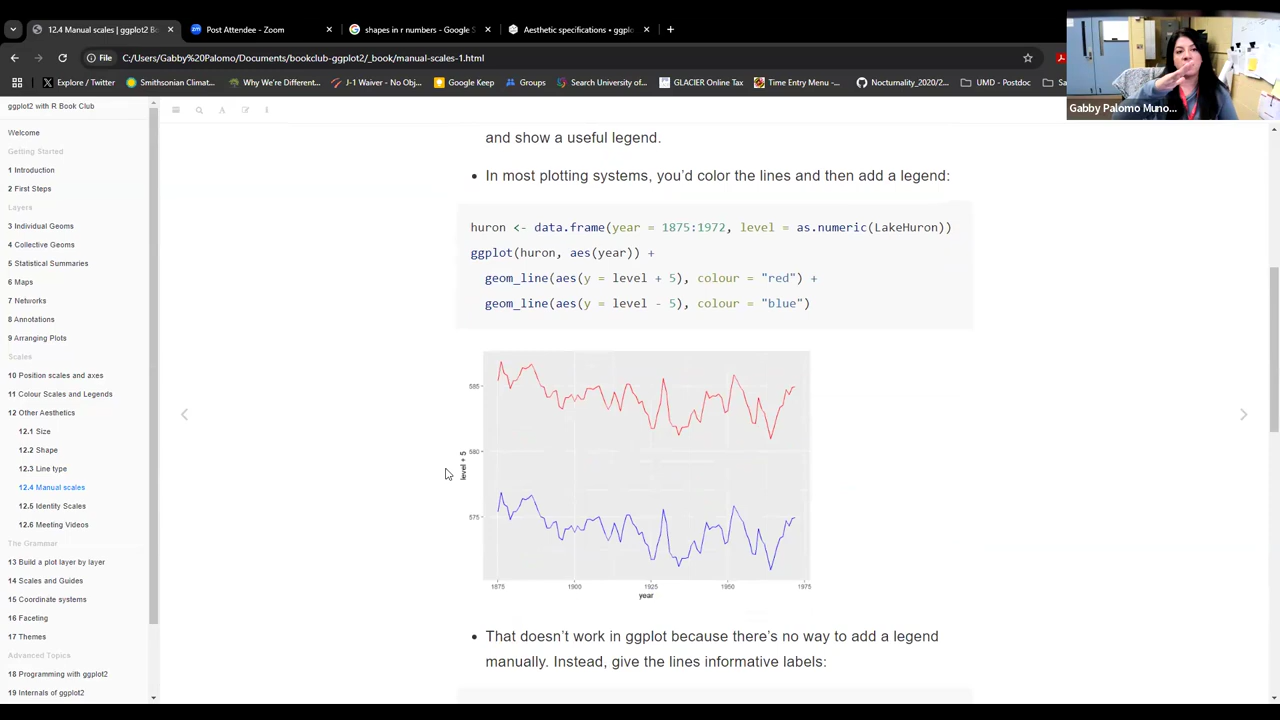 12.4 Manual scales | ggplot2 B
Post Attendee - Zoom
shapes in r numbers - Google S
Aesthetic specifications • ggplo
File
C:/Users/Gabby%20Palomo/Documents/bookclub-ggplot2/_book/manual-scales-1.html
Explore / Twitter
Smithsonian Climat...
Why We're Different...
J-1 Waiver - No Obj...
Google Keep
Groups
Search University of...
GLACIER Online Tax
Time Entry Menu -...
Nocturnality_2020/2...
UMD - Postdoc
Sa
Gabby Palomo Muno...
ggplot2 with R Book Club
Welcome
Getting Started
1 Introduction
2 First Steps
Layers
3 Individual Geoms
4 Collective Geoms
5 Statistical Summaries
6 Maps
7 Networks
8 Annotations
9 Arranging Plots
Scales
10 Position scales and axes
11 Colour Scales and Legends
12 Other Aesthetics
12.1 Size
12.2 Shape
12.3 Line type
12.4 Manual scales
12.5 Identity Scales
12.6 Meeting Videos
The Grammar
13 Build a plot layer by layer
14 Scales and Guides
15 Coordinate systems
16 Faceting
17 Themes
Advanced Topics
18 Programming with ggplot2
19 Internals of ggplot2
and show a useful legend.
• In most plotting systems, you'd color the lines and then add a legend:
huron <- data.frame(year = 1875:1972, level = as.numeric(LakeHuron))
ggplot(huron, aes(year)) +
geom_line(aes(y = level + 5), colour = "red") +
geom_line(aes(y = level - 5), colour = "blue")
585
580
575
level + 5
1875
1900
1925
1950
1975
year
• That doesn't work in ggplot because there's no way to add a legend
manually. Instead, give the lines informative labels: